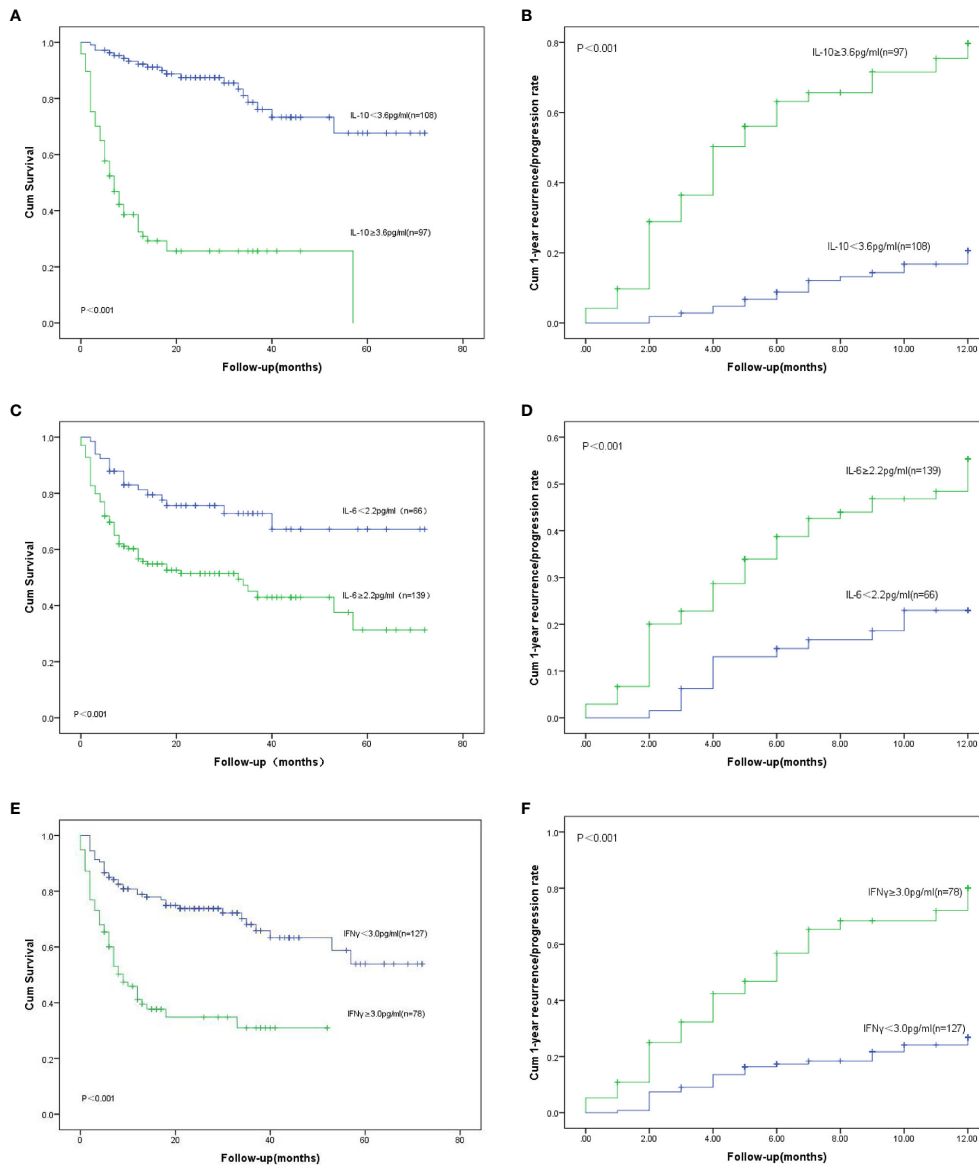 A
Cum Survival
1.0
0.8
0.6
0.4
0.2
0.0
IL-10＜3.6pg/ml(n=108)
IL-10≥3.6pg/ml(n=97)
P＜0.001
0 20 40 60 80
Follow-up(months)
B
Cum 1-year recurrence/progression rate
0.8
0.6
0.4
0.2
0.0
P＜0.001
IL-10≥3.6pg/ml(n=97)
IL-10＜3.6pg/ml(n=108)
.00 2.00 4.00 6.00 8.00 10.00 12.00
Follow-up(months)
C
Cum Survival
1.0
0.8
0.6
0.4
0.2
0.0
IL-6＜2.2pg/ml（n=66）
IL-6≥2.2pg/ml（n=139）
P＜0.001
0 20 40 60 80
Follow-up（months）
D
Cum 1-year recurrence/progression rate
0.6
0.5
0.4
0.3
0.2
0.1
0.0
P＜0.001
IL-6≥2.2pg/ml(n=139)
IL-6＜2.2pg/ml(n=66)
.00 2.00 4.00 6.00 8.00 10.00 12.00
Follow-up(months)
E
Cum Survival
1.0
0.8
0.6
0.4
0.2
0.0
IFNγ＜3.0pg/ml(n=127)
IFNγ≥3.0pg/ml(n=78)
P＜0.001
0 20 40 60 80
Follow-up(months)
F
Cum 1-year recurrence/progression rate
1.0
0.8
0.6
0.4
0.2
0.0
P＜0.001
IFNγ≥3.0pg/ml(n=78)
IFNγ＜3.0pg/ml(n=127)
.00 2.00 4.00 6.00 8.00 10.00 12.00
Follow-up(months)